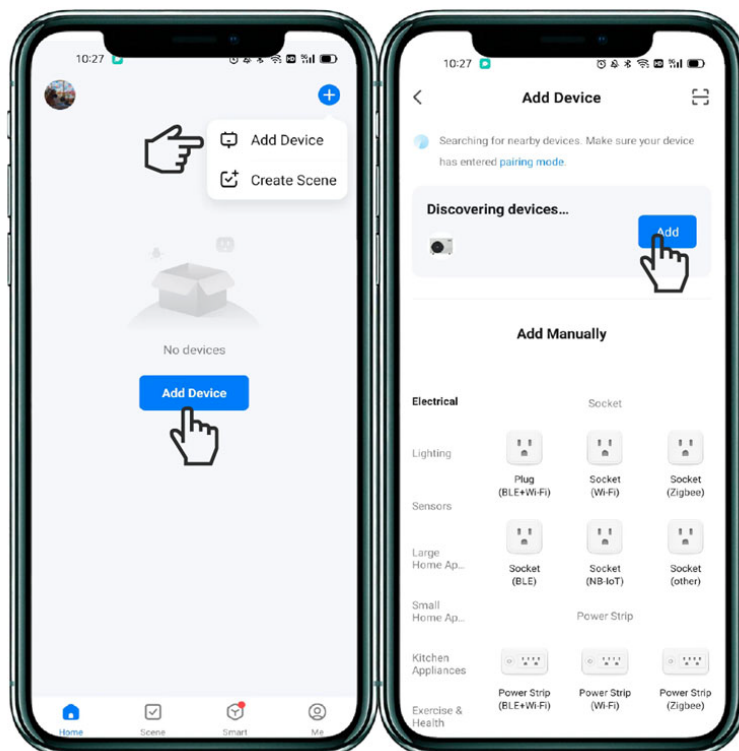 10:27
Add Device
Create Scene
No devices
Add Device
Home
Scene
Smart
Me
10:27
Add Device
Searching for nearby devices. Make sure your device
has entered pairing mode.
Discovering devices...
Add
Add Manually
Electrical
Lighting
Sensors
Large
Home Ap...
Small
Home Ap...
Kitchen
Appliances
Exercise &
Health
Socket
Plug
(BLE+Wi-Fi)
Socket
(Wi-Fi)
Socket
(Zigbee)
Socket
(BLE)
Socket
(NB-IoT)
Socket
(other)
Power Strip
Power Strip
(BLE+Wi-Fi)
Power Strip
(Wi-Fi)
Power Strip
(Zigbee)